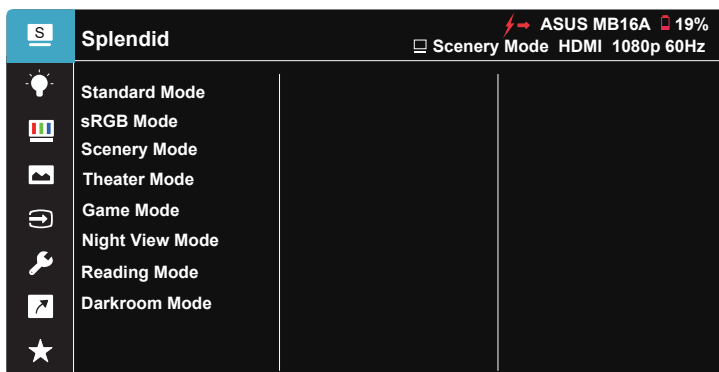 S
Splendid
ASUS MB16A 19%
Scenery Mode HDMI 1080p 60Hz
Standard Mode
sRGB Mode
Scenery Mode
Theater Mode
Game Mode
Night View Mode
Reading Mode
Darkroom Mode